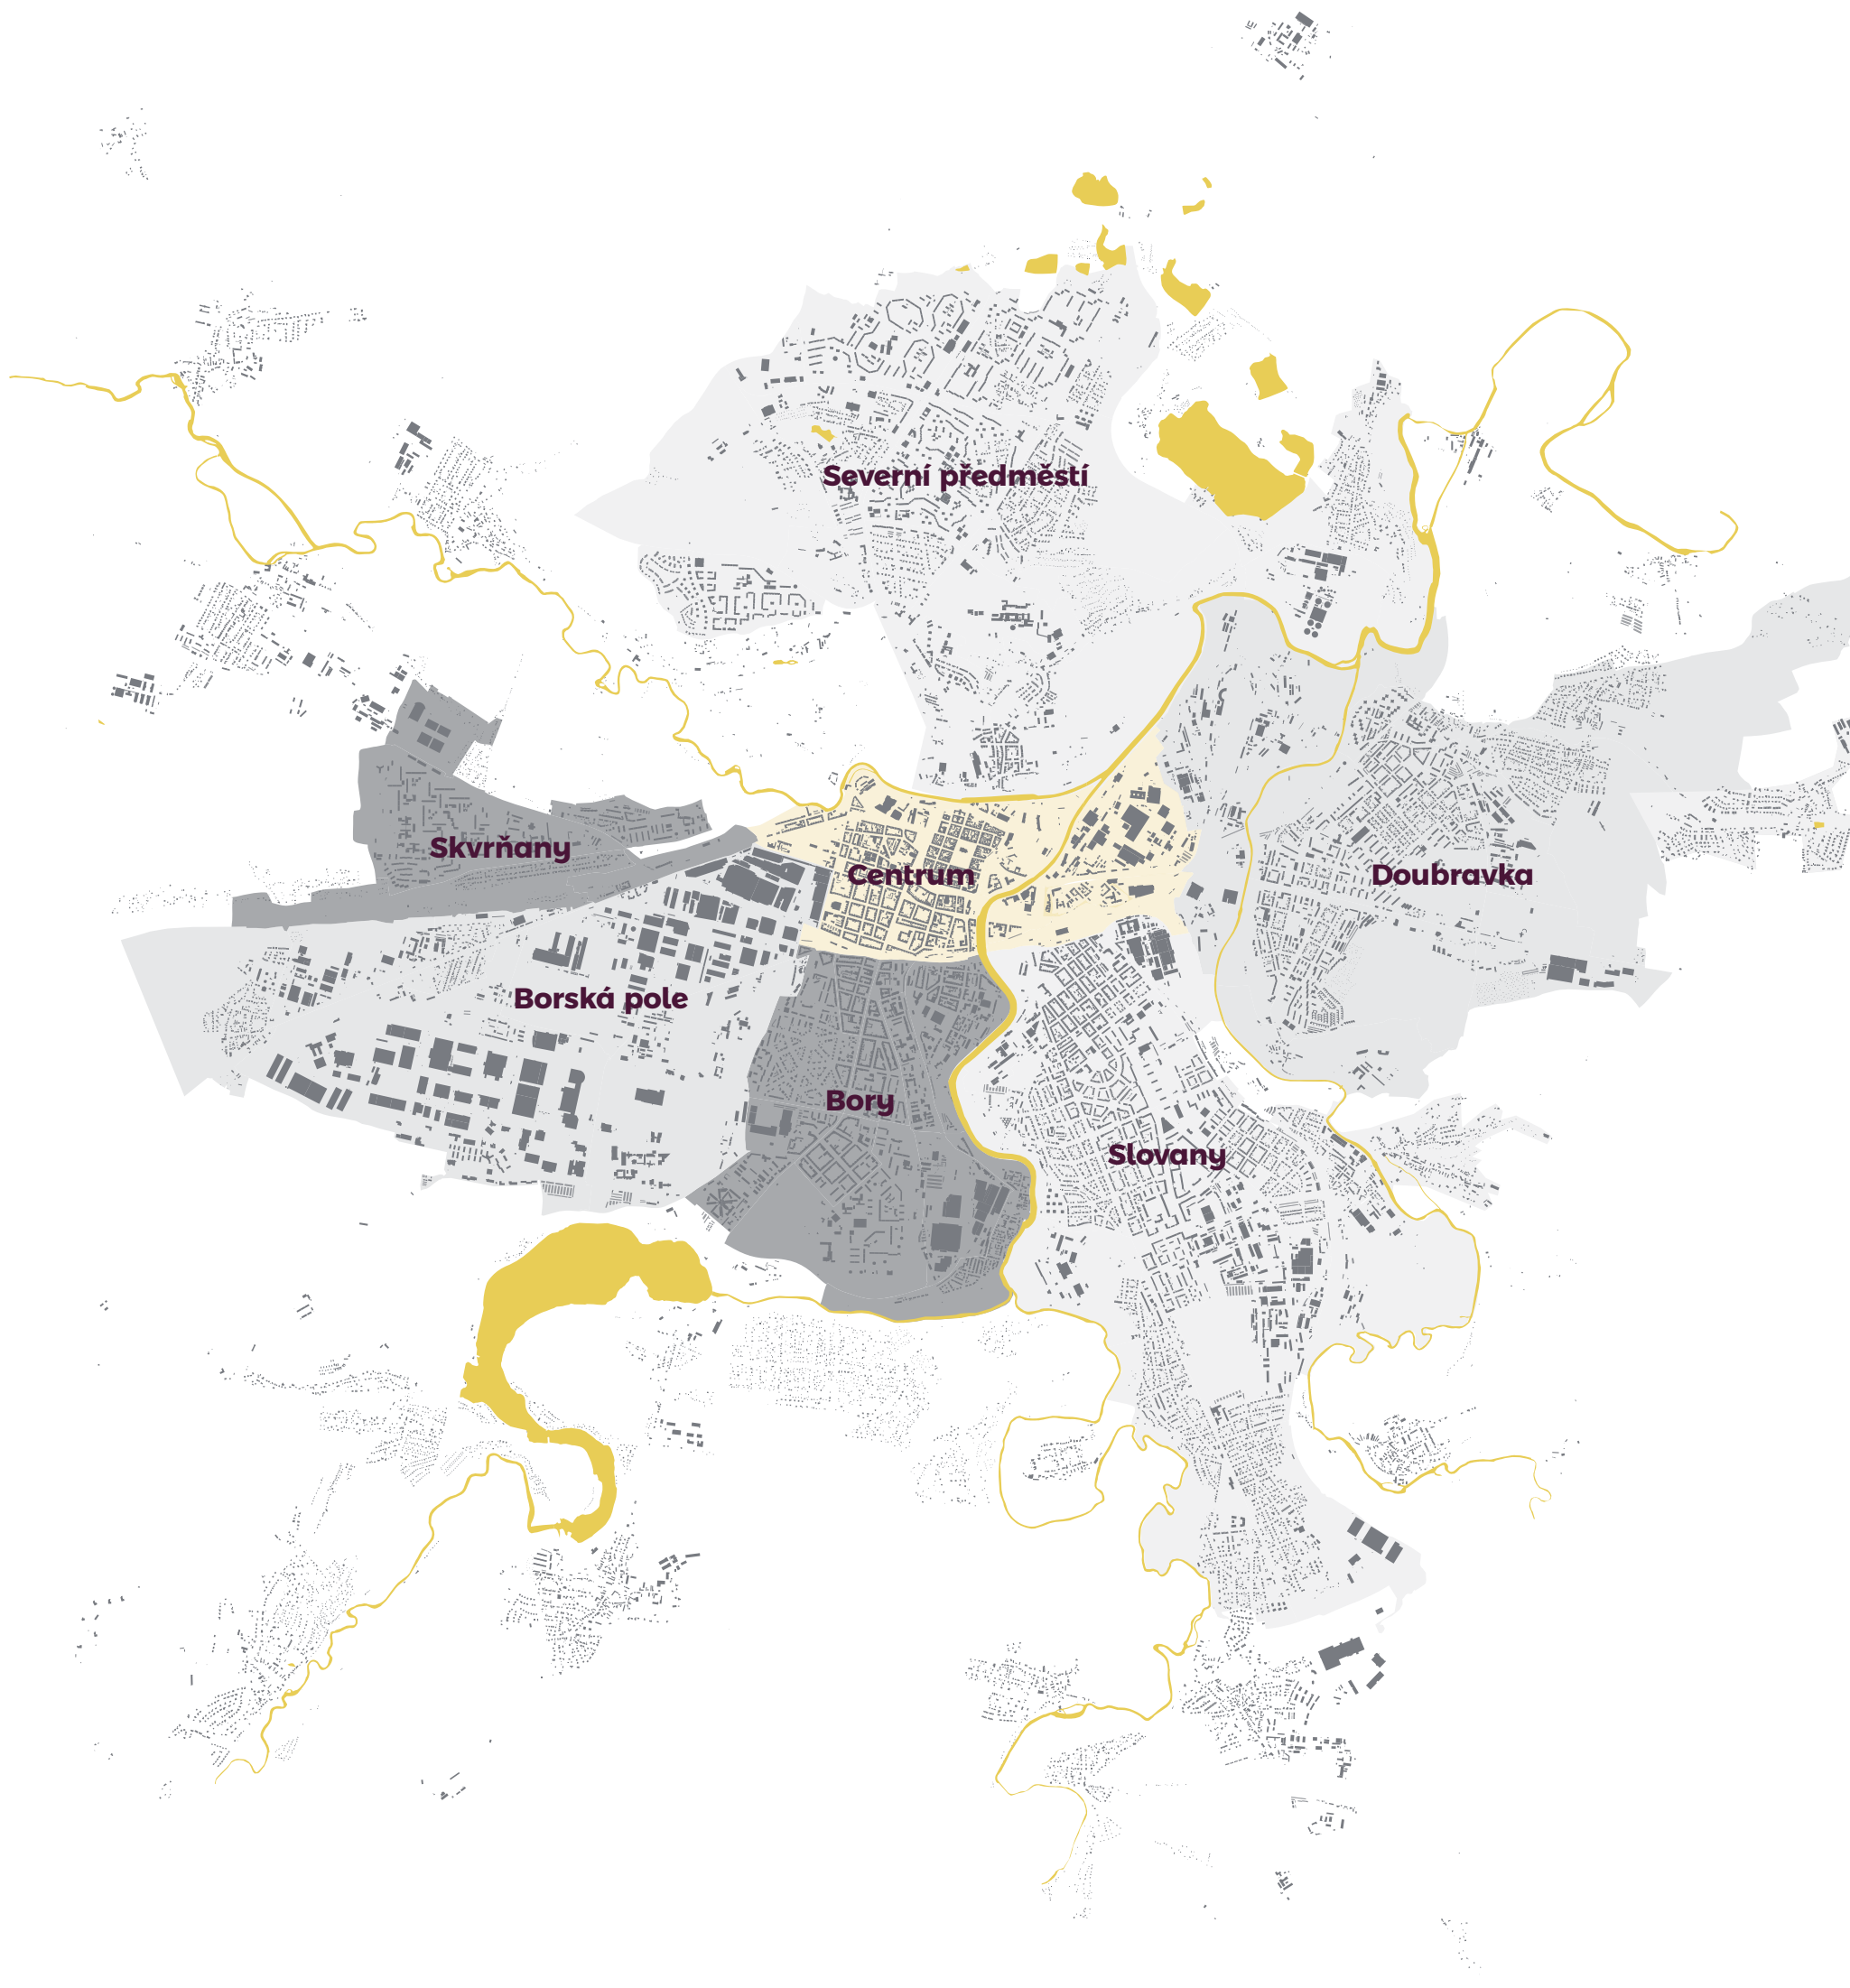 Severní předměstí
Skvrňany
Centrum
Doubravka
Borská pole
Bory
Slovany